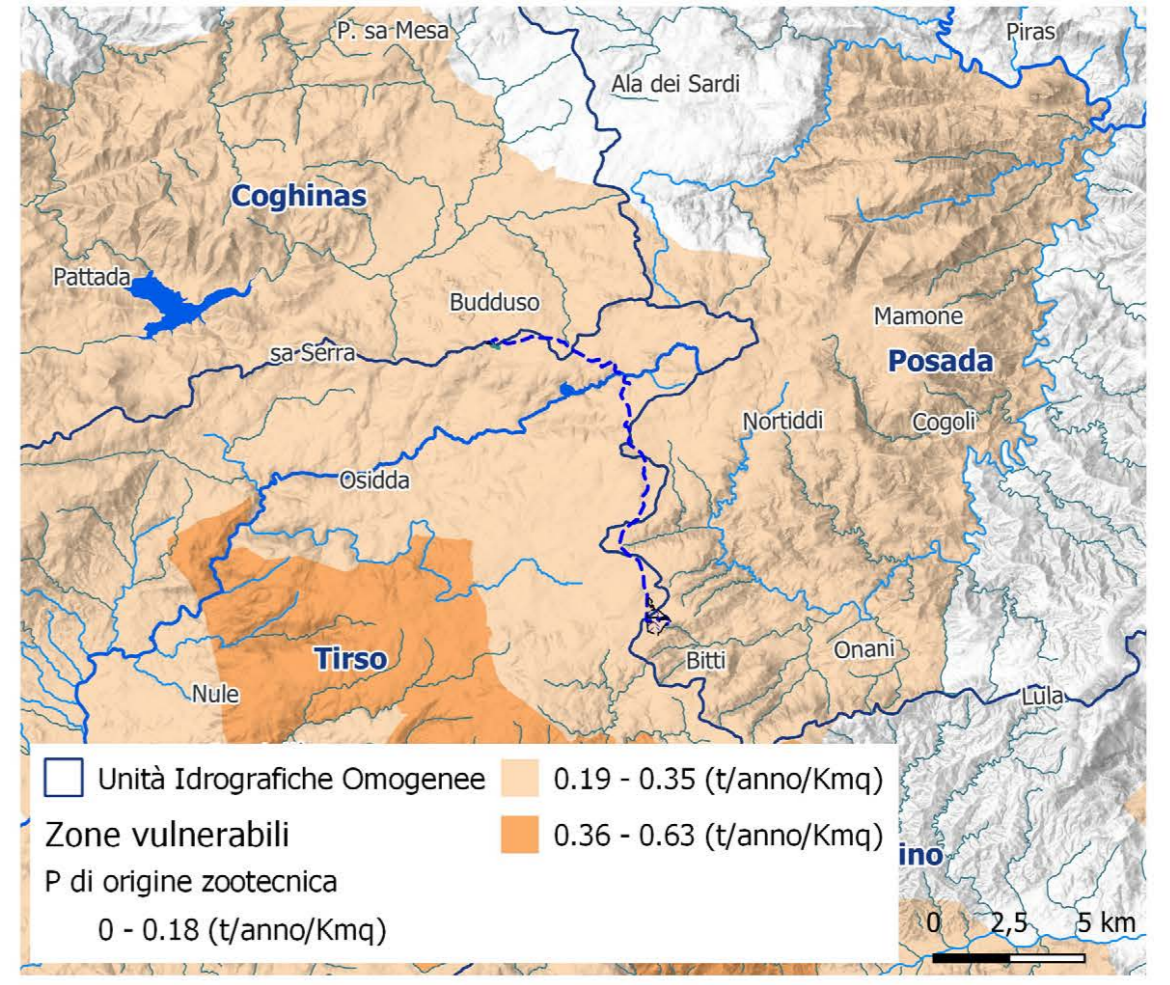 P. sa Mesa
Piras
Ala dei Sardi
Coghinas
Pattada
Budduso
Mamone
sa Serra
Posada
Nortiddi
Cogoli
Osidda
Tirso
Bitti
Onani
Nule
Lula
Unità Idrografiche Omogenee
0.19 - 0.35 (t/anno/Kmq)
Zone vulnerabili
0.36 - 0.63 (t/anno/Kmq)
ino
P di origine zootecnica
0 - 0.18 (t/anno/Kmq)
0 2,5 5 km